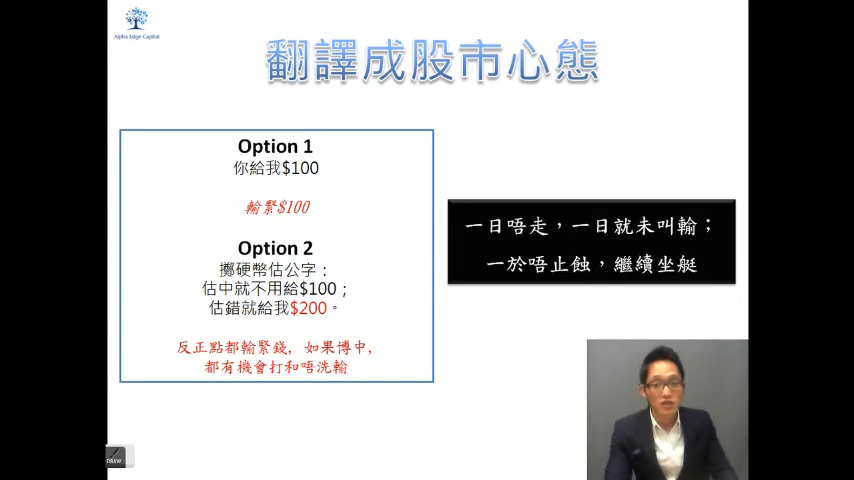 Alpha Edge Capital
翻譯成股市心態
Option 1
你給我$100
輸緊$100
Option 2
擲硬幣估公字：
估中就不用給$100；
估錯就給我$200。
反正點都輸緊錢, 如果博中,
都有機會打和唔洗輸
一日唔走，一日就未叫輸；
一於唔止蝕，繼續坐艇
DRAW